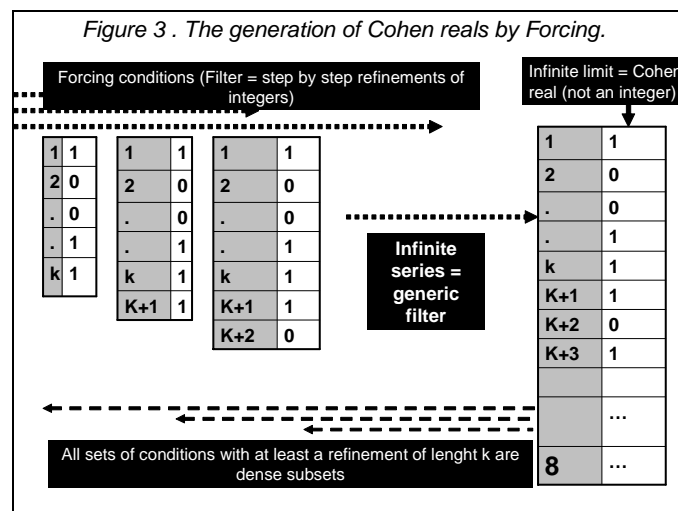 Figure 3 . The generation of Cohen reals by Forcing.
Forcing conditions (Filter = step by step refinements of
integers)
Infinite limit = Cohen
real (not an integer)
1 1
2 0
. 0
. 1
k 1
1 1
2 0
. 0
. 1
k 1
K+1 1
1 1
2 0
. 0
. 1
k 1
K+1 1
K+2 0
Infinite
series =
generic
filter
1 1
2 0
. 0
. 1
k 1
K+1 1
K+2 0
K+3 1
...
8 ...
All sets of conditions with at least a refinement of lenght k are
dense subsets